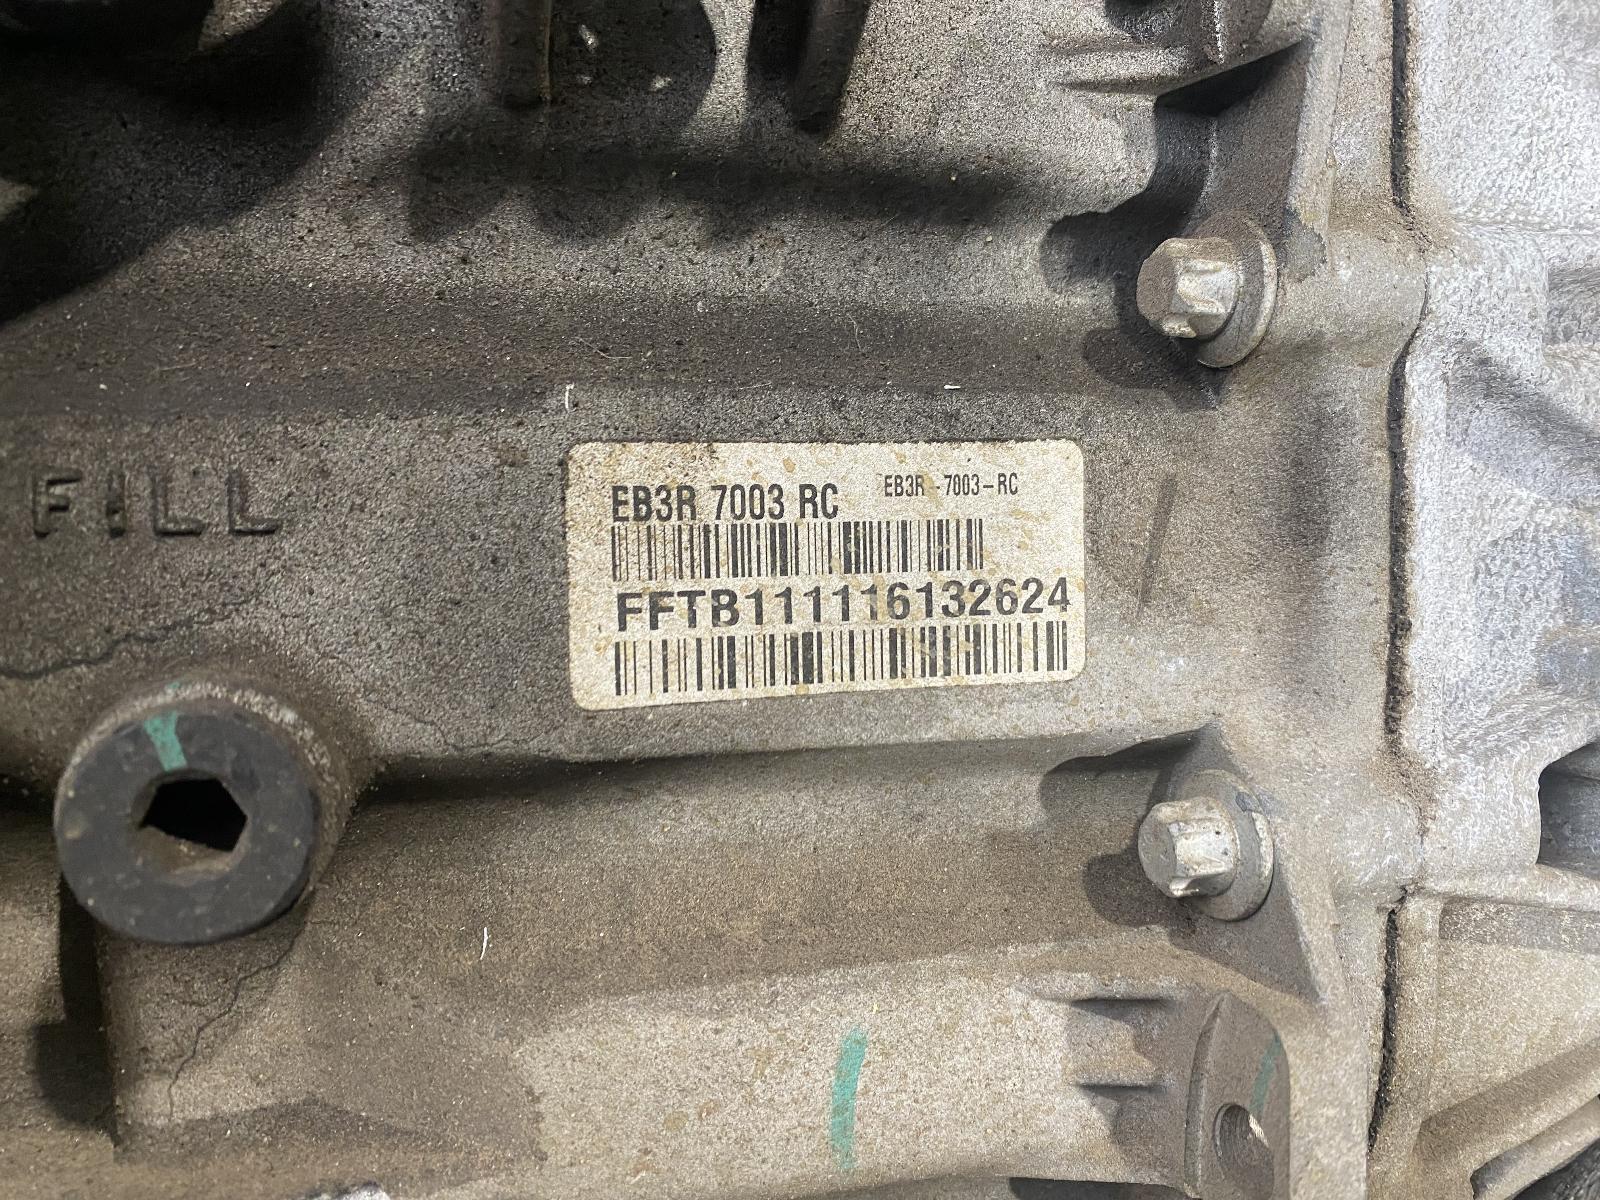 EB3R 7003 RC EB3R-7003-RC
FFTB111116132624
FILL